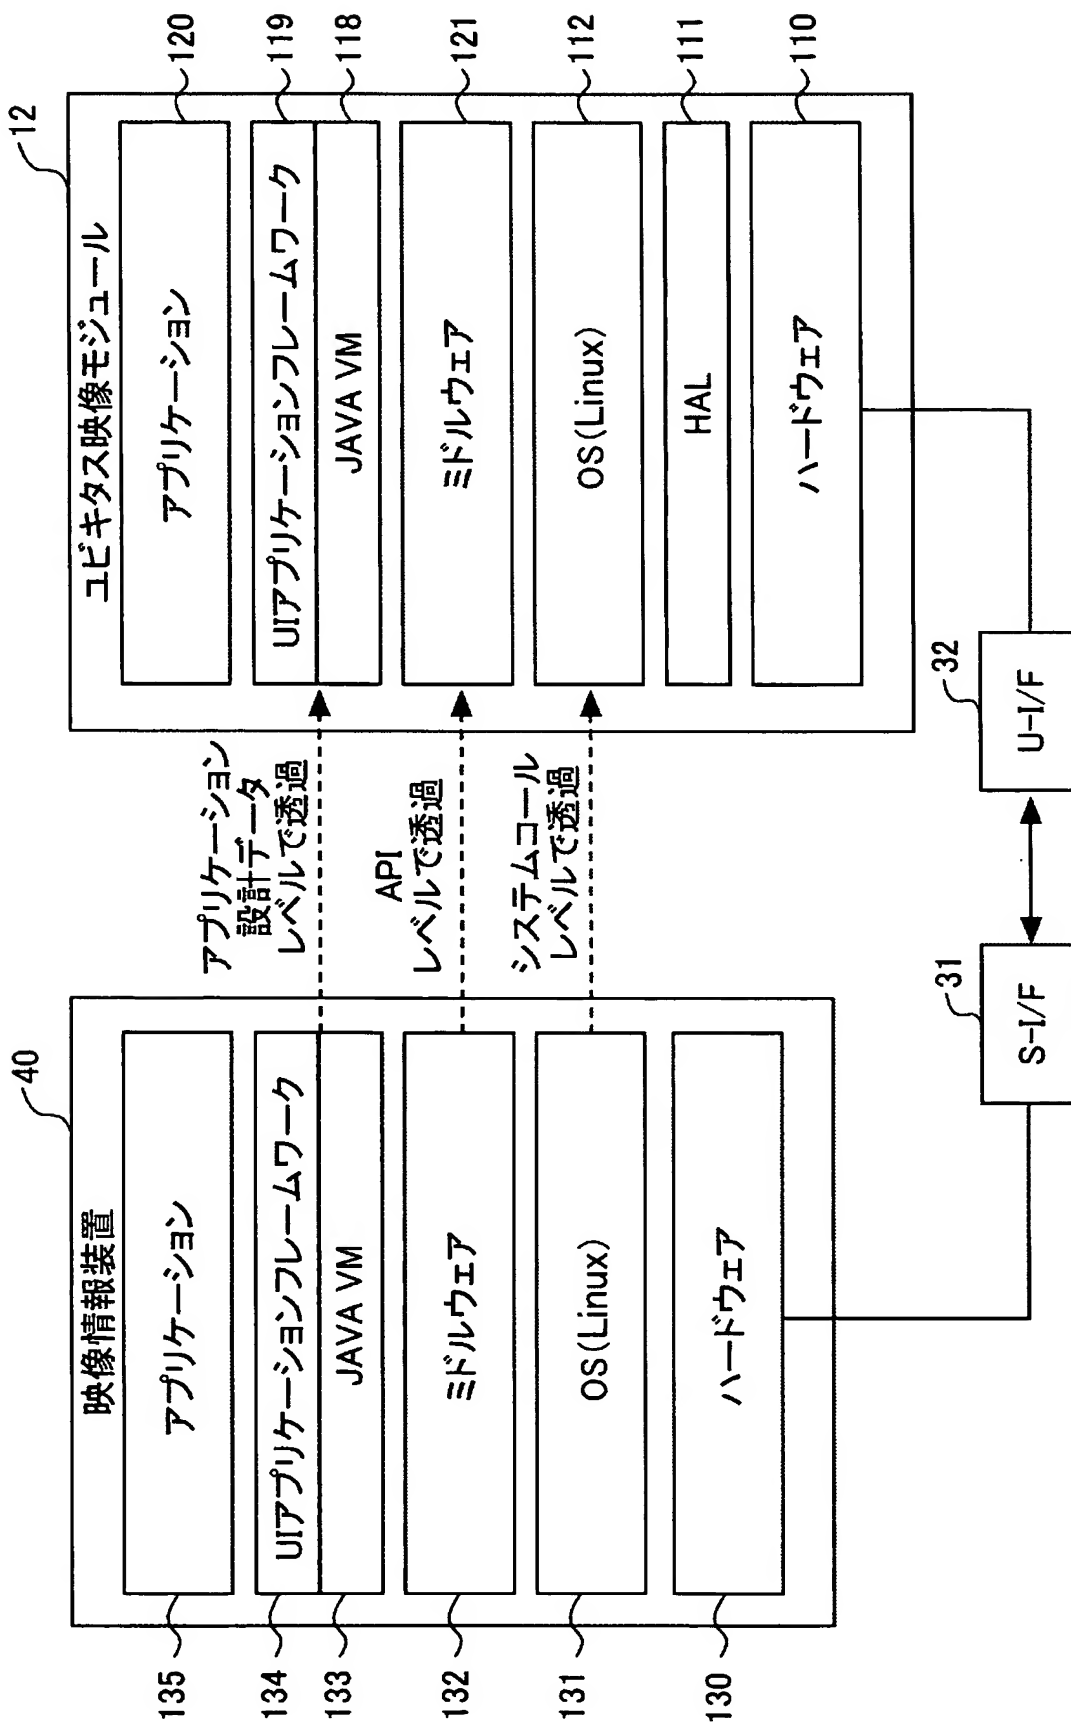 40
映像情報装置
135
アプリケーション
134
UIアプリケーションフレームワーク
133
JAVA VM
132
ミドルウェア
131
OS(Linux)
130
ハードウェア
アプリケーション
設計データ
レベルで透過
API
レベルで透過
システムコール
レベルで透過
12
ユビキタス映像モジュール
アプリケーション
120
UIアプリケーションフレームワーク
119
JAVA VM
118
ミドルウェア
121
OS(Linux)
112
HAL
111
ハードウェア
110
31
S-I/F
32
U-I/F